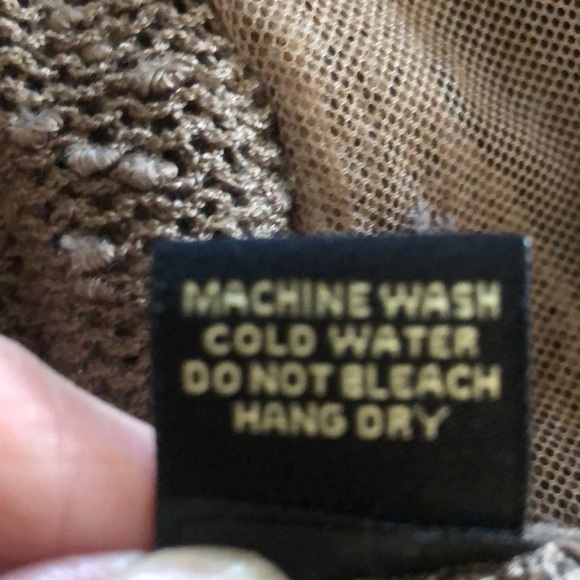 MACHINE WASH
COLD WATER
DO NOT BLEACH
HANG DRY